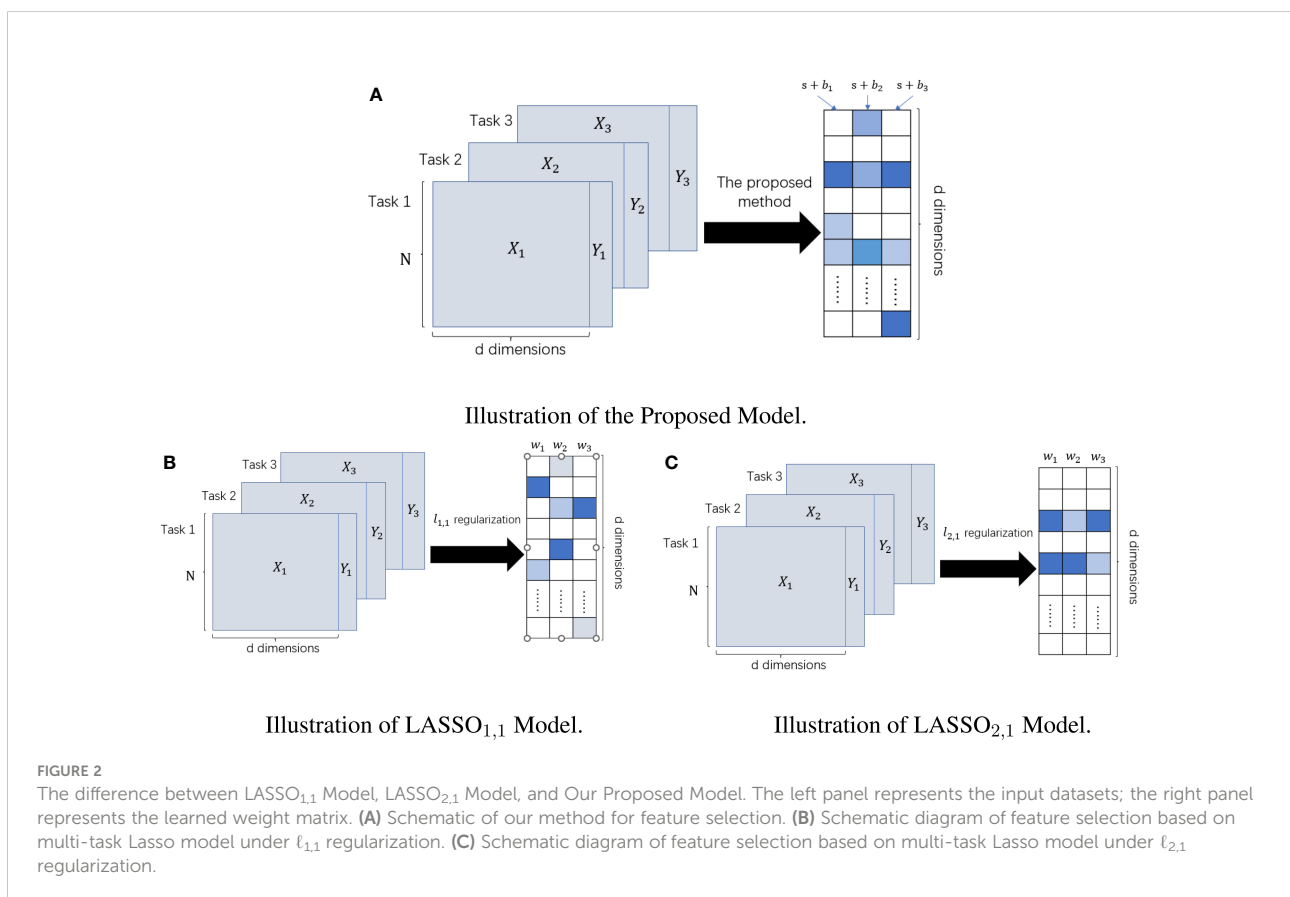 A
s + b₁ s + b₂ s + b₃
Task 3
X₃
Task 2
X₂
Y₃
Task 1
Y₂
The proposed
method
X₁
Y₁
N
d dimensions
d dimensions
Illustration of the Proposed Model.
B
Task 3
X₃
Task 2
X₂
Y₃
Task 1
Y₂
X₁
Y₁
N
d dimensions
l₁,₁ regularization
w₁ w₂ w₃
d dimensions
Illustration of LASSO₁,₁ Model.
C
Task 3
X₃
Task 2
X₂
Y₃
Task 1
Y₂
X₁
Y₁
N
d dimensions
l₂,₁ regularization
w₁ w₂ w₃
d dimensions
Illustration of LASSO₂,₁ Model.
FIGURE 2
The difference between LASSO₁,₁ Model, LASSO₂,₁ Model, and Our Proposed Model. The left panel represents the input datasets; the right panel
represents the learned weight matrix. (A) Schematic of our method for feature selection. (B) Schematic diagram of feature selection based on
multi-task Lasso model under ℓ₁,₁ regularization. (C) Schematic diagram of feature selection based on multi-task Lasso model under ℓ₂,₁
regularization.